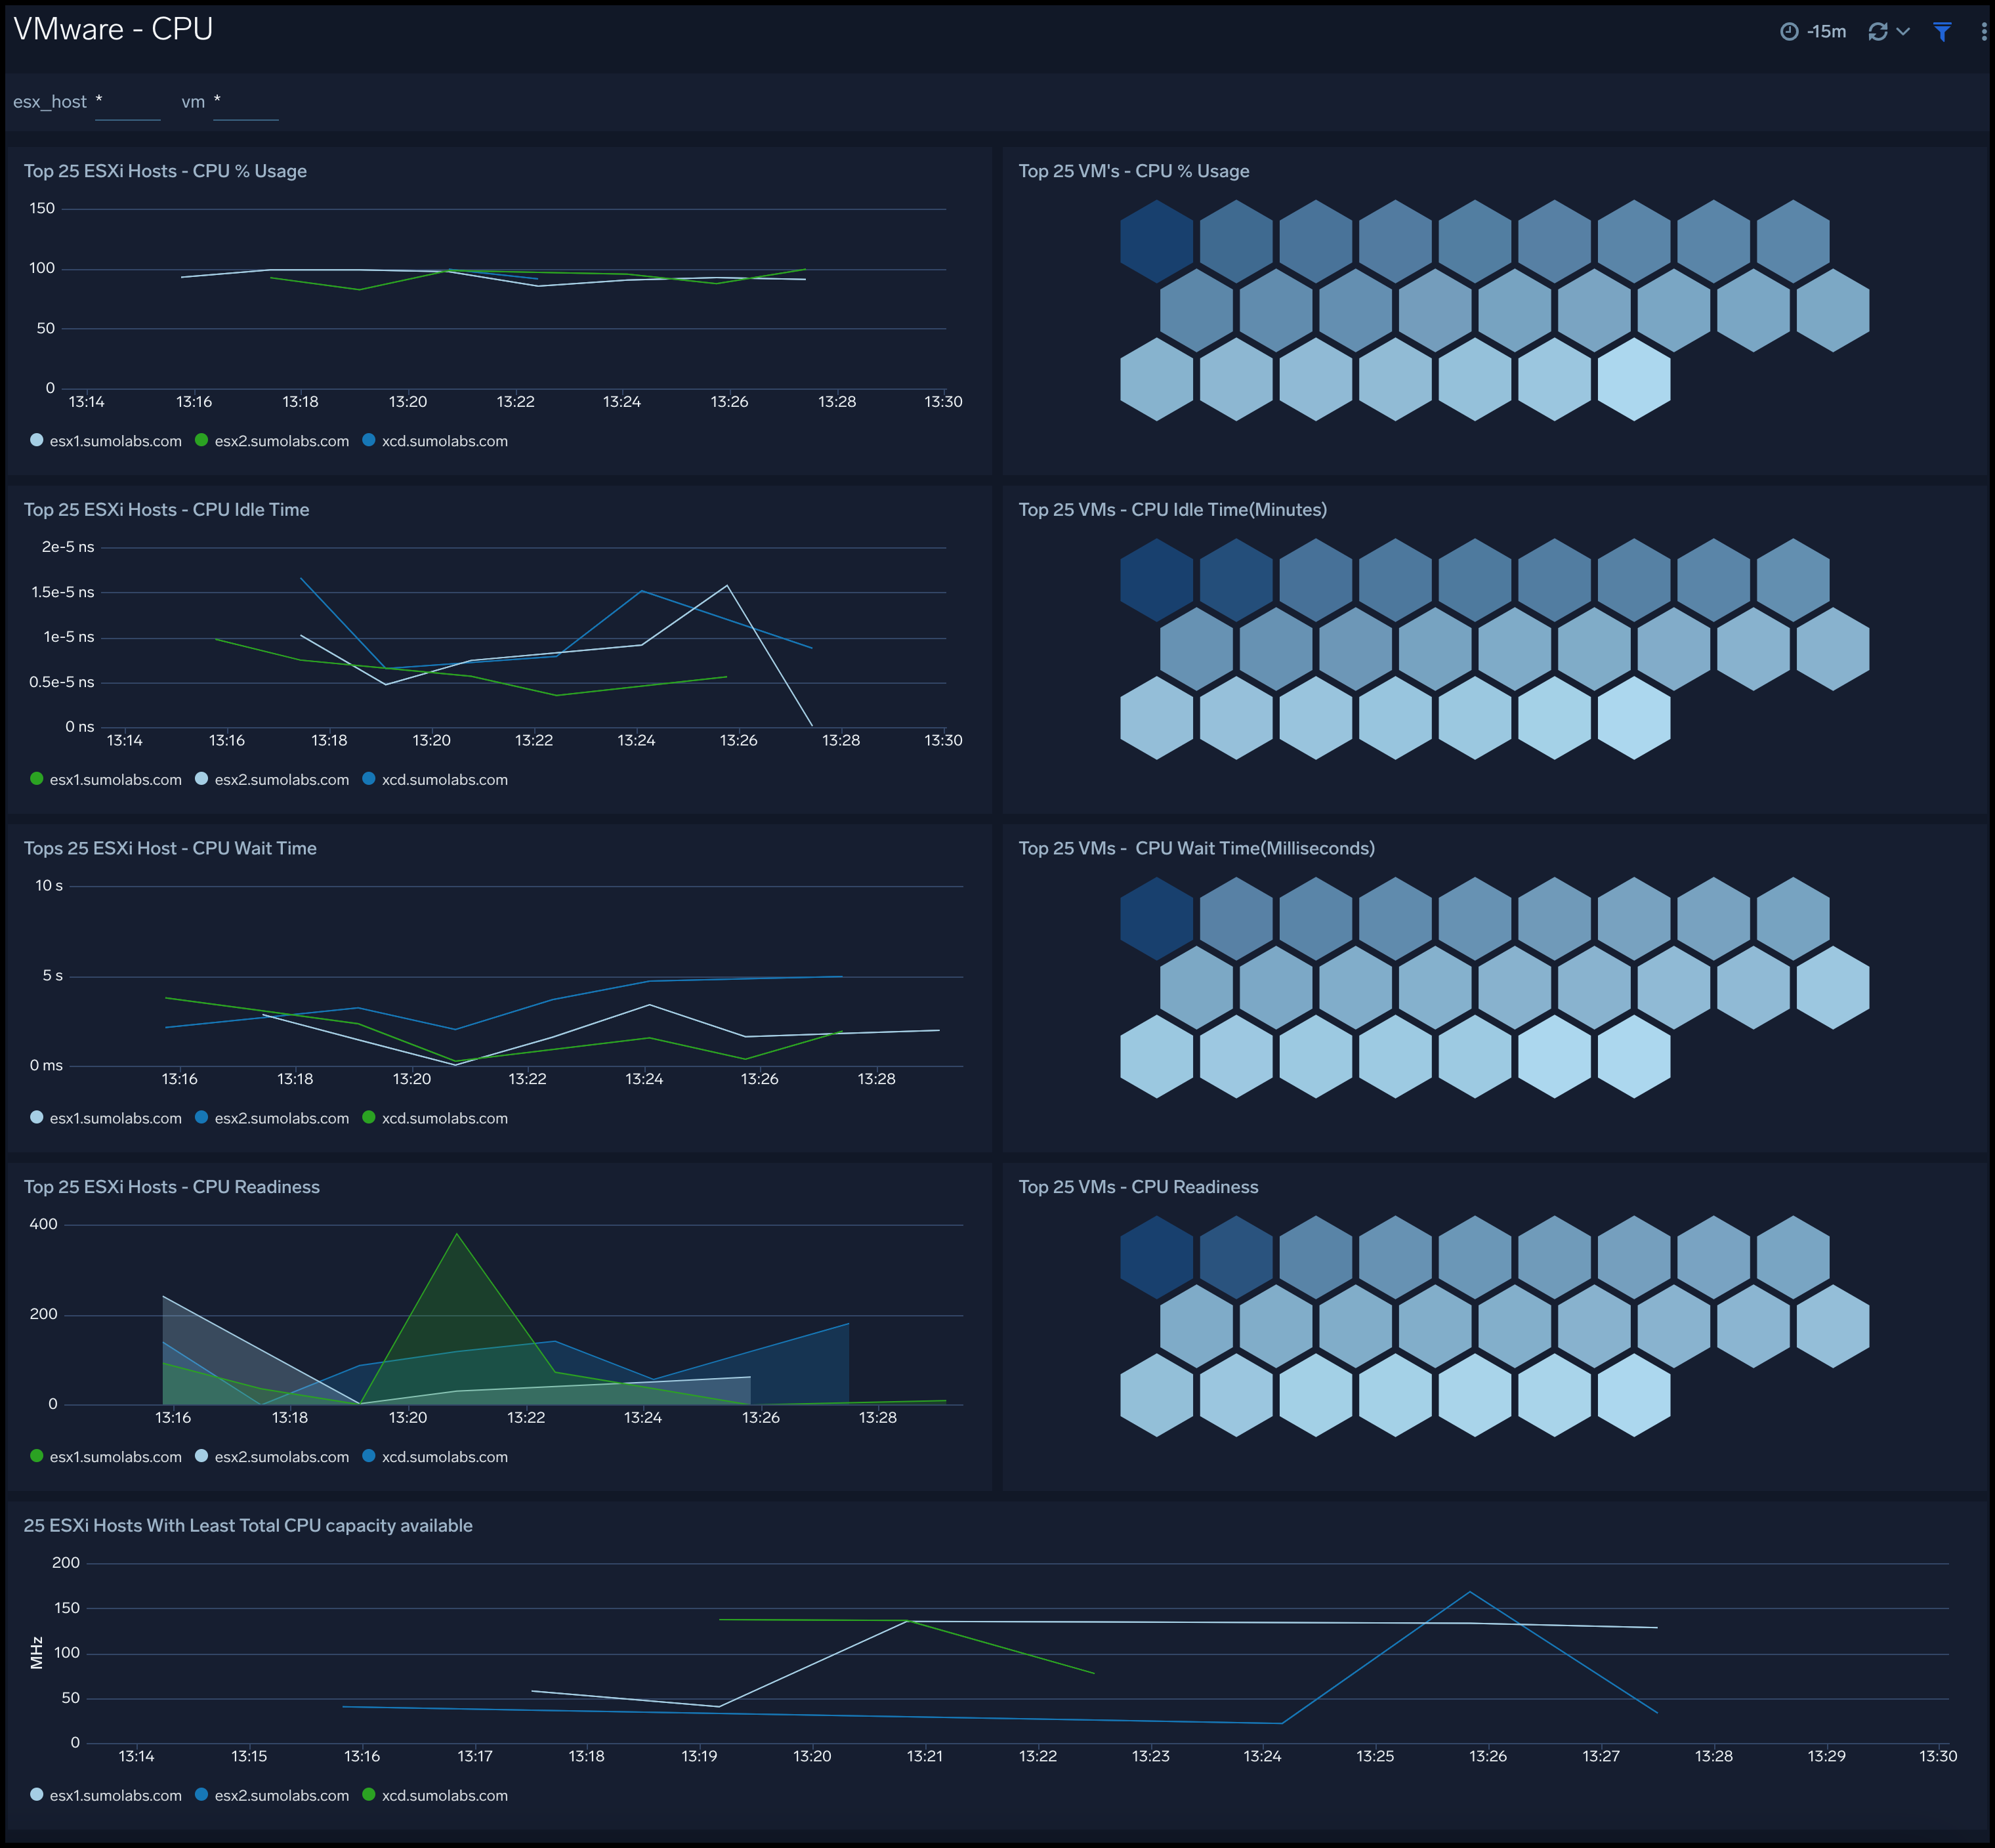 VMware - CPU
-15m
esx_host * vm *
Top 25 ESXi Hosts - CPU % Usage
150
100
50
0
13:14 13:16 13:18 13:20 13:22 13:24 13:26 13:28 13:30
esx1.sumolabs.com esx2.sumolabs.com xcd.sumolabs.com
Top 25 VM's - CPU % Usage
Top 25 ESXi Hosts - CPU Idle Time
2e-5 ns
1.5e-5 ns
1e-5 ns
0.5e-5 ns
0 ns
13:14 13:16 13:18 13:20 13:22 13:24 13:26 13:28 13:30
esx1.sumolabs.com esx2.sumolabs.com xcd.sumolabs.com
Top 25 VMs - CPU Idle Time(Minutes)
Tops 25 ESXi Host - CPU Wait Time
10 s
5 s
0 ms
13:16 13:18 13:20 13:22 13:24 13:26 13:28
esx1.sumolabs.com esx2.sumolabs.com xcd.sumolabs.com
Top 25 VMs - CPU Wait Time(Milliseconds)
Top 25 ESXi Hosts - CPU Readiness
400
200
0
13:16 13:18 13:20 13:22 13:24 13:26 13:28
esx1.sumolabs.com esx2.sumolabs.com xcd.sumolabs.com
Top 25 VMs - CPU Readiness
25 ESXi Hosts With Least Total CPU capacity available
MHz
200
150
100
50
0
13:14 13:15 13:16 13:17 13:18 13:19 13:20 13:21 13:22 13:23 13:24 13:25 13:26 13:27 13:28 13:29 13:30
esx1.sumolabs.com esx2.sumolabs.com xcd.sumolabs.com